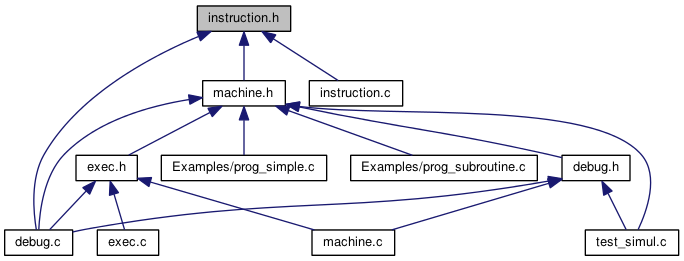 instruction.h
machine.h
instruction.c
exec.h
Examples/prog_simple.c
Examples/prog_subroutine.c
debug.h
debug.c
exec.c
machine.c
test_simul.c